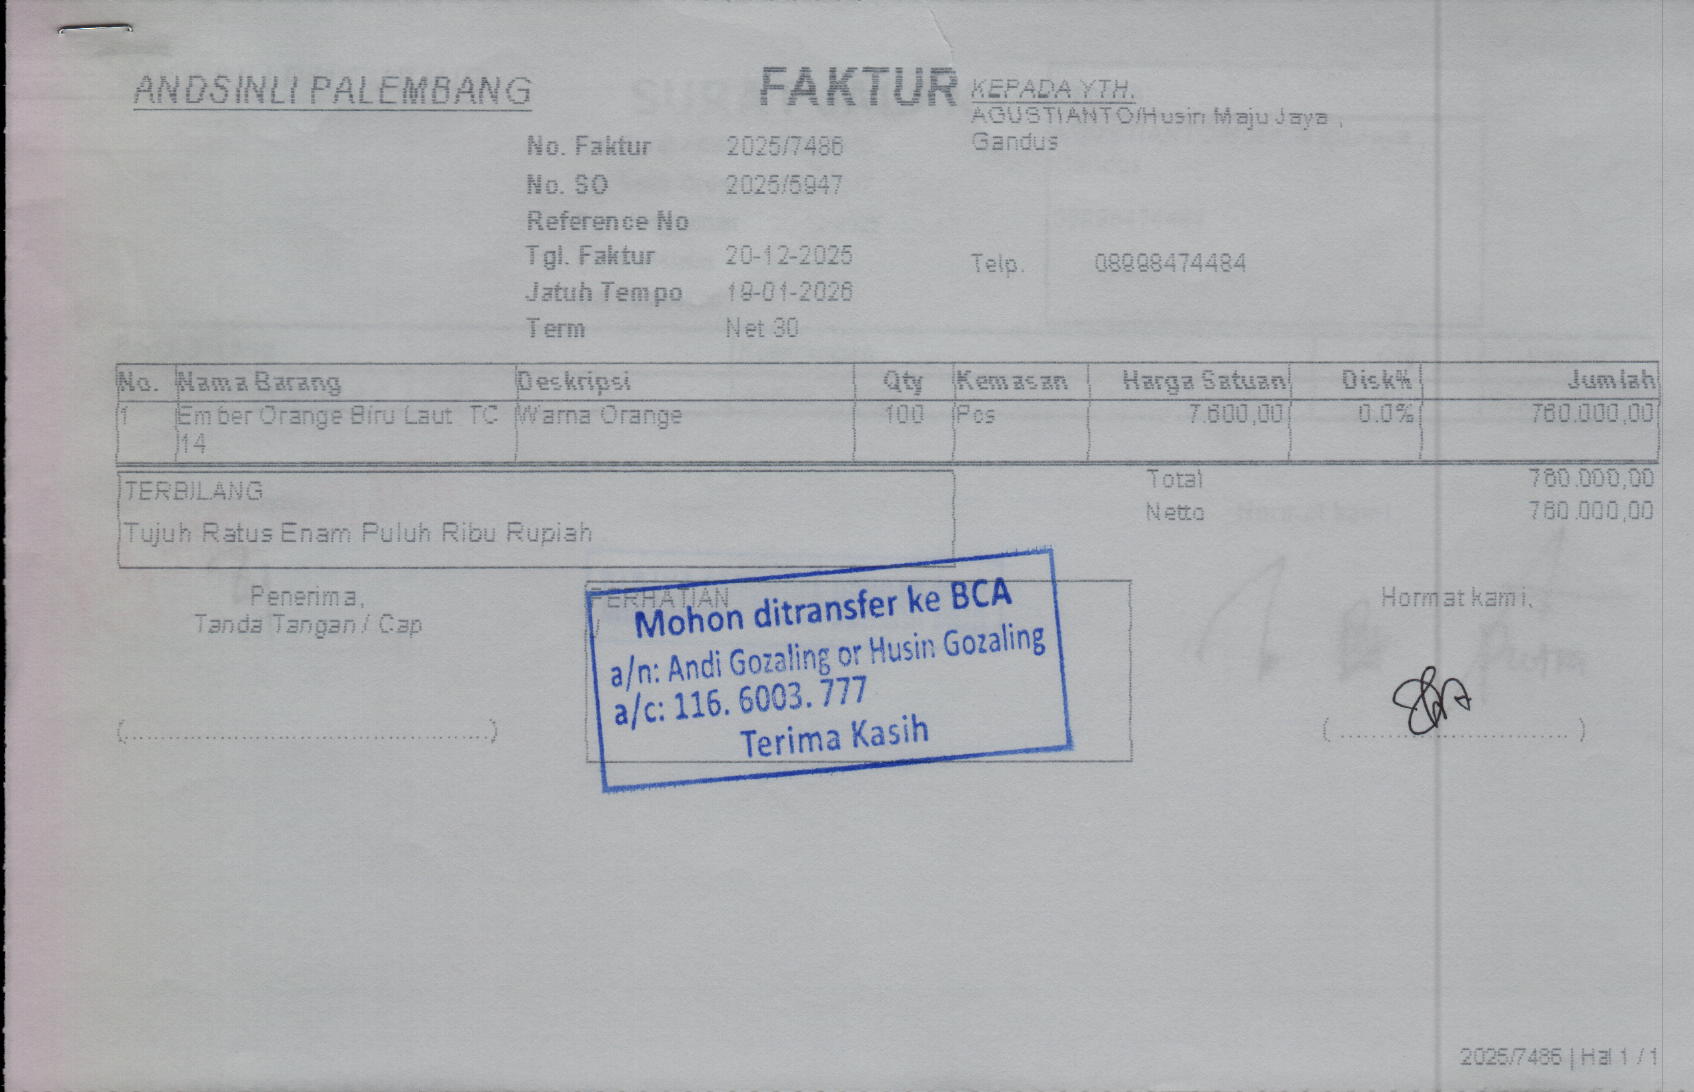 ANDSINLI PALEMBANG
FAKTUR
KEPADA YTH.
AGUSTIANTO/Husin Maju Jaya ,
Gandus
No. Faktur 2025/7486
No. SO 2025/5947
Reference No
Tgl. Faktur 20-12-2025
Jatuh Tempo 19-01-2026
Term Net 30
Telp. 08998474484
No. Nama Barang Deskripsi Qty Kemasan Harga Satuan Disk% Jumlah
1 Ember Orange Biru Laut TC Warna Orange 100 Pcs 7.600,00 0.0% 760.000,00
14
Total 760.000,00
Netto 760.000,00
TERBILANG
Tujuh Ratus Enam Puluh Ribu Rupiah
Penerima,
Tanda Tangan / Cap
(................................................)
PERHATIAN
Mohon ditransfer ke BCA
a/n: Andi Gozaling or Husin Gozaling
a/c: 116. 6003. 777
Terima Kasih
Hormat kami,
(..............................)
2025/7486 | Hal 1 / 1